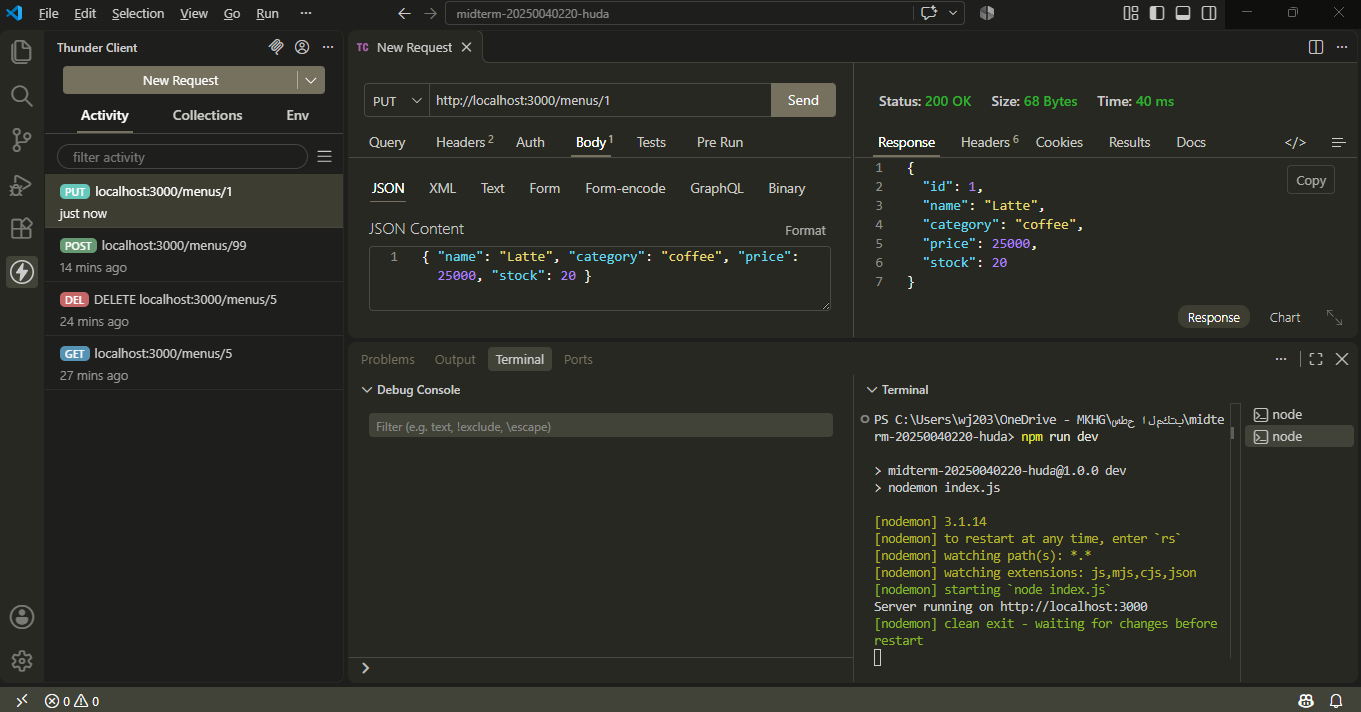 File Edit Selection View Go Run ···
midterm-20250040220-huda
Thunder Client
New Request
Activity Collections Env
filter activity
PUT localhost:3000/menus/1
just now
POST localhost:3000/menus/99
14 mins ago
DEL DELETE localhost:3000/menus/5
24 mins ago
GET localhost:3000/menus/5
27 mins ago
TC New Request
PUT http://localhost:3000/menus/1 Send
Query Headers 2 Auth Body 1 Tests Pre Run
JSON XML Text Form Form-encode GraphQL Binary
JSON Content Format
1 { "name": "Latte", "category": "coffee", "price":
25000, "stock": 20 }
Status: 200 OK Size: 68 Bytes Time: 40 ms
Response Headers 6 Cookies Results Docs </>
Copy
1 {
2 "id": 1,
3 "name": "Latte",
4 "category": "coffee",
5 "price": 25000,
6 "stock": 20
7 }
Response Chart
Problems Output Terminal Ports
Debug Console
Filter (e.g. text, !exclude, \escape)
Terminal
PS C:\Users\wj203\OneDrive - MKHG\سطح المكتب\midte
rm-20250040220-huda> npm run dev
> midterm-20250040220-huda@1.0.0 dev
> nodemon index.js
[nodemon] 3.1.14
[nodemon] to restart at any time, enter `rs`
[nodemon] watching path(s): *.*
[nodemon] watching extensions: js,mjs,cjs,json
[nodemon] starting `node index.js`
Server running on http://localhost:3000
[nodemon] clean exit - waiting for changes before
restart
node
node
0 0